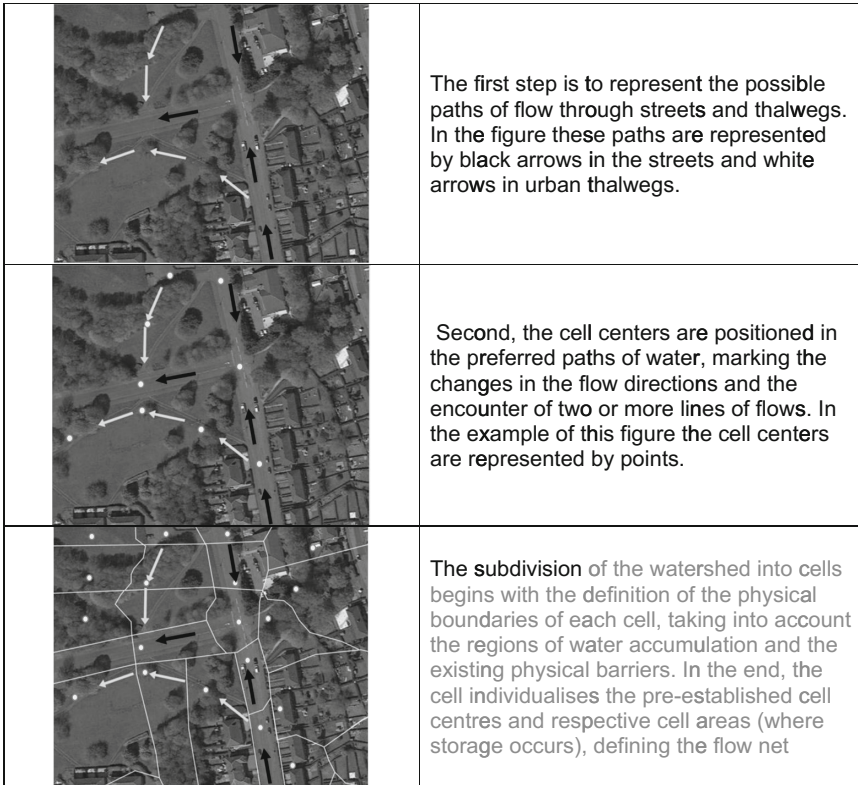 The first step is to represent the possible
paths of flow through streets and thalwegs.
In the figure these paths are represented
by black arrows in the streets and white
arrows in urban thalwegs.
Second, the cell centers are positioned in
the preferred paths of water, marking the
changes in the flow directions and the
encounter of two or more lines of flows. In
the example of this figure the cell centers
are represented by points.
The subdivision of the watershed into cells
begins with the definition of the physical
boundaries of each cell, taking into account
the regions of water accumulation and the
existing physical barriers. In the end, the
cell individualises the pre-established cell
centres and respective cell areas (where
storage occurs), defining the flow net